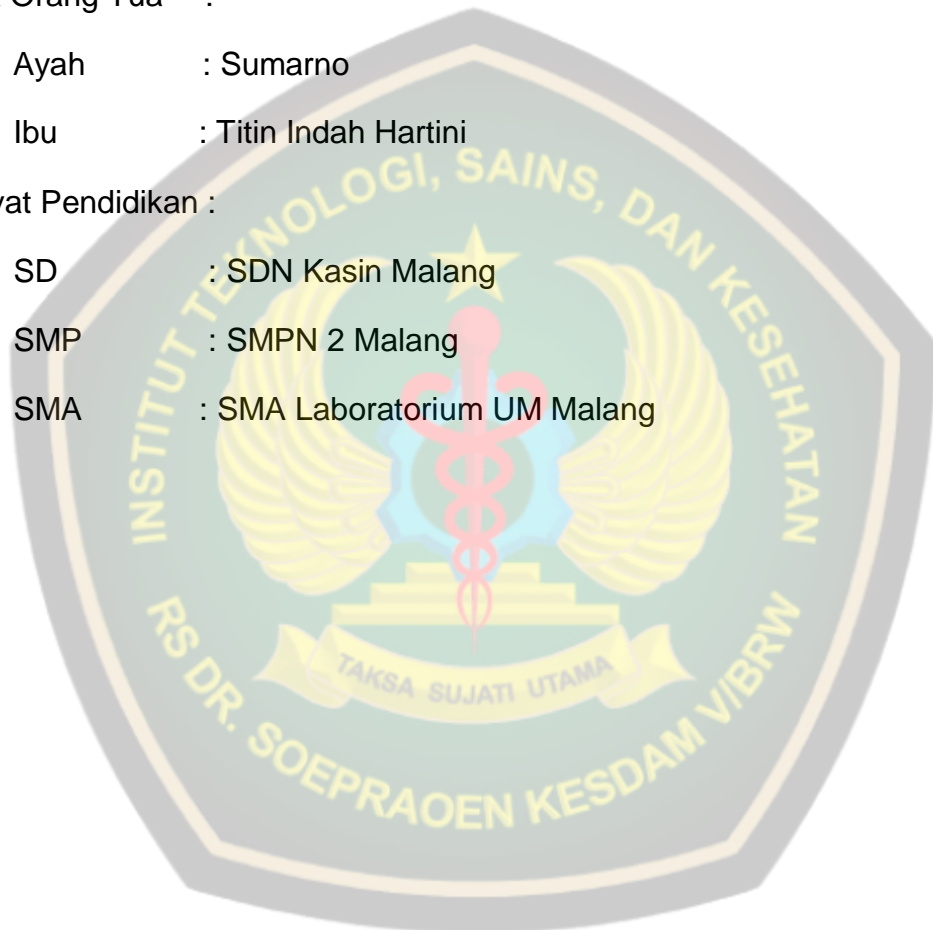 Orang Tua :
Ayah : Sumarno
Ibu : Titin Indah Hartini
yat Pendidikan :
SD : SDN Kasin Malang
SMP : SMPN 2 Malang
SMA : SMA Laboratorium UM Malang
INSTITUT TEKNOLOGI, SAINS, DAN KESEHATAN
TAKSA SUJATI UTAMA
RS DR. SOEPRAOEN KESDAM V/BRW